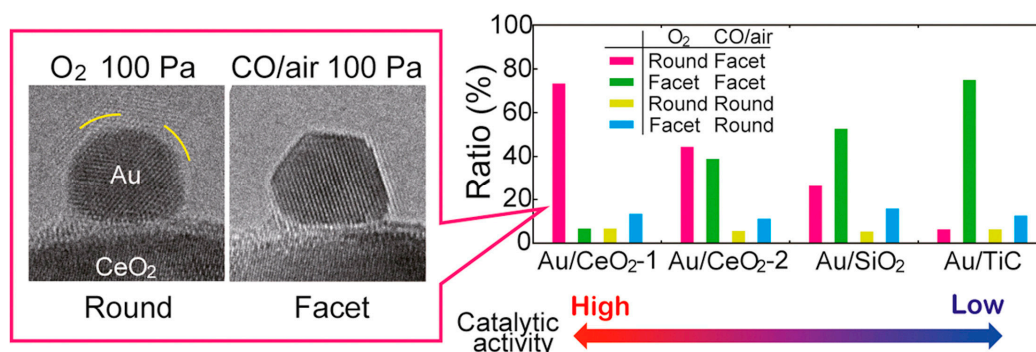 O₂ 100 Pa
CO/air 100 Pa
Au
CeO₂
Round
Facet
Ratio (%)
100
80
60
40
20
0
O₂ CO/air
Round Facet
Facet Facet
Round Round
Facet Round
Au/CeO₂-1
Au/CeO₂-2
Au/SiO₂
Au/TiC
High
Low
Catalytic
activity